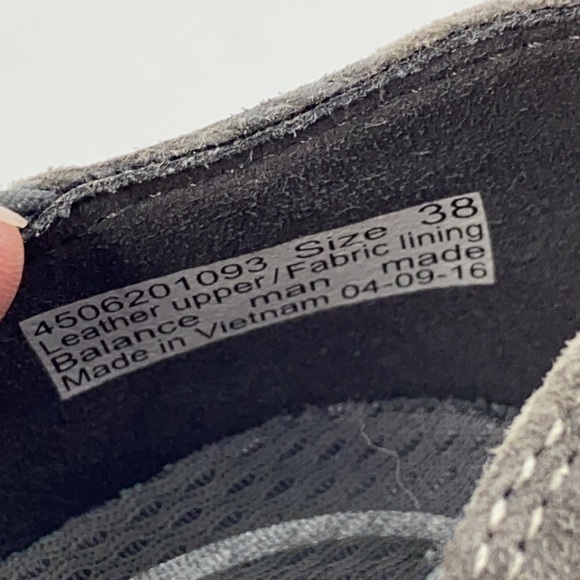 4506201093 Size 38
Leather upper/Fabric lining
Balance man made
Made in Vietnam 04-09-16